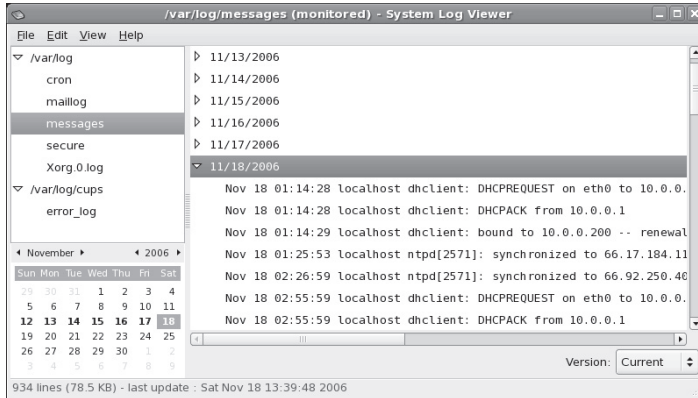 /var/log/messages (monitored) - System Log Viewer
File Edit View Help
/var/log
cron
maillog
messages
secure
Xorg.0.log
/var/log/cups
error_log
November 2006
Sun Mon Tue Wed Thu Fri Sat
29 30 31 1 2 3 4
5 6 7 8 9 10 11
12 13 14 15 16 17 18
19 20 21 22 23 24 25
26 27 28 29 30 1 2
3 4 5 6 7 8 9
11/13/2006
11/14/2006
11/15/2006
11/16/2006
11/17/2006
11/18/2006
Nov 18 01:14:28 localhost dhclient: DHCPREQUEST on eth0 to 10.0.0.
Nov 18 01:14:28 localhost dhclient: DHCPACK from 10.0.0.1
Nov 18 01:14:29 localhost dhclient: bound to 10.0.0.200 -- renewal
Nov 18 01:25:53 localhost ntpd[2571]: synchronized to 66.17.184.11
Nov 18 02:26:59 localhost ntpd[2571]: synchronized to 66.92.250.40
Nov 18 02:55:59 localhost dhclient: DHCPREQUEST on eth0 to 10.0.0.
Nov 18 02:55:59 localhost dhclient: DHCPACK from 10.0.0.1
Version: Current
934 lines (78.5 KB) - last update : Sat Nov 18 13:39:48 2006